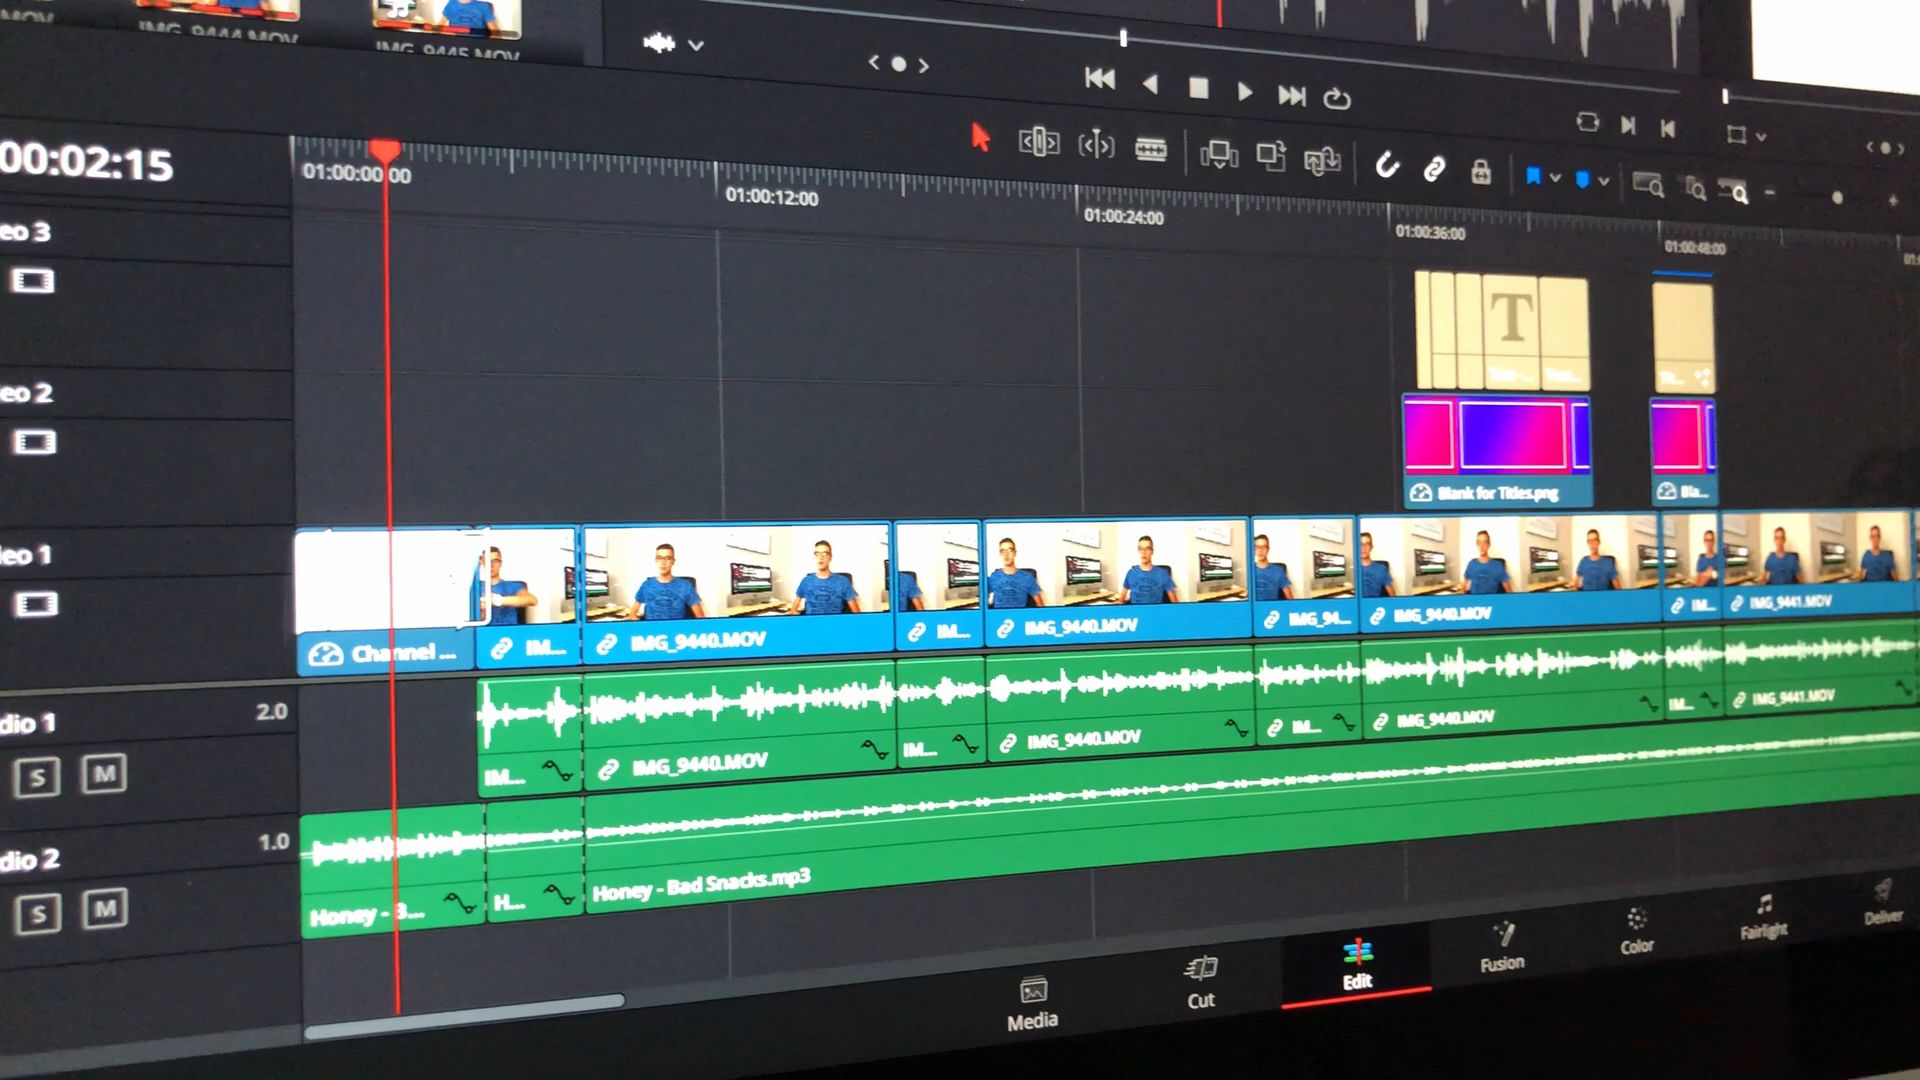 .MOV
IMG_9444.MOV
IMG_9445.MOV
00:02:15
01:00:00:00
01:00:12:00
01:00:24:00
01:00:36:00
01:00:48:00
01:
eo 3
eo 2
Blank for Titles.png
Bla...
eo 1
Channel ...
IM...
IMG_9440.MOV
IM...
IMG_9440.MOV
IMG_94...
IMG_9440.MOV
IM...
IMG_9441.MOV
dio 1
2.0
S
M
IM...
IMG_9440.MOV
IM...
IMG_9440.MOV
IM...
IMG_9440.MOV
IM...
IMG_9441.MOV
dio 2
1.0
S
M
Honey - B...
H...
Honey - Bad Snacks.mp3
Media
Cut
Edit
Fusion
Color
Fairlight
Deliver